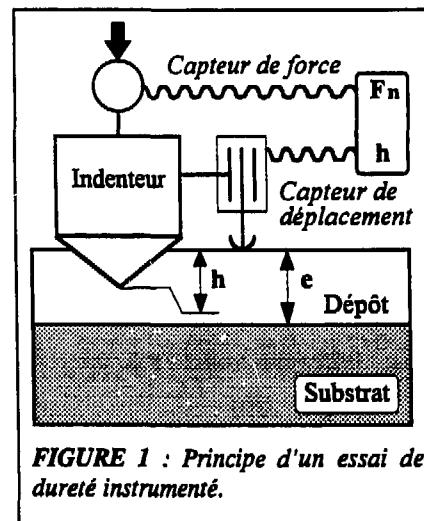 Capteur de force
Fn
Indenteur
h
Capteur de
déplacement
h
e
Dépôt
Substrat
FIGURE 1 : Principe d'un essai de
dureté instrumenté.